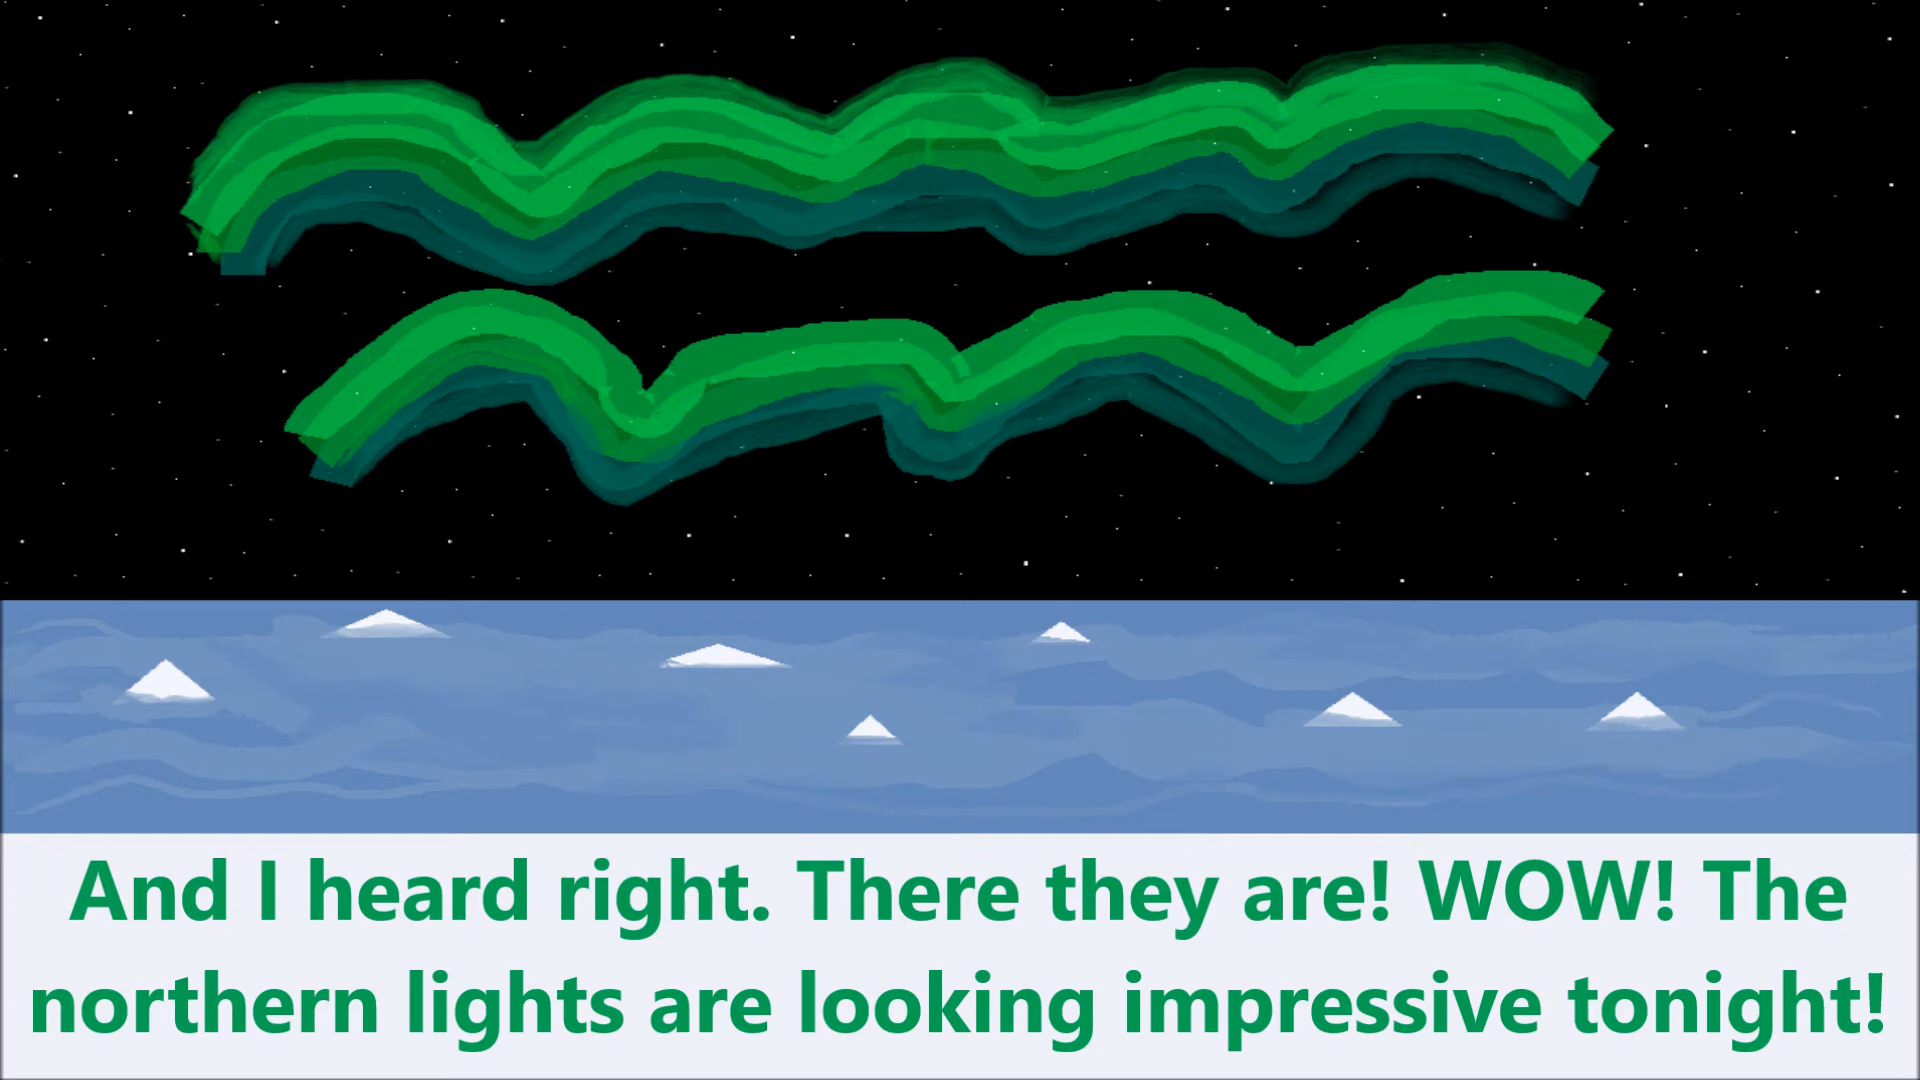 And I heard right. There they are! WOW! The
northern lights are looking impressive tonight!